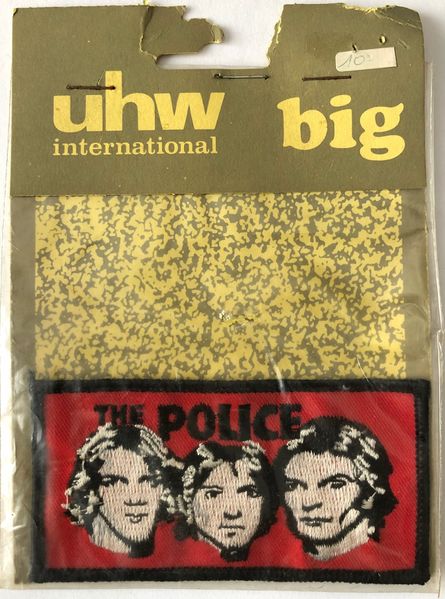 10.-
uhw big
international
THE POLICE